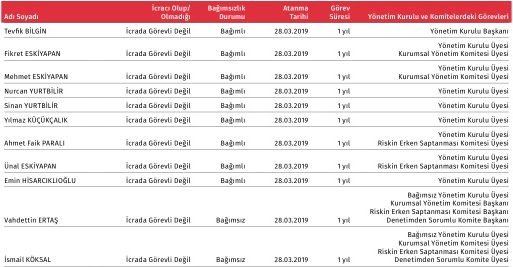 Adı Soyadı İcracı Olup/ Olmadığı Bağımsızlık Durumu Atanma Tarihi Görev Süresi Yönetim Kurulu ve Komitelerdeki Görevleri
Tevfik BİLGİN İcrada Görevli Değil Bağımlı 28.03.2019 1 yıl Yönetim Kurulu Başkanı
Yönetim Kurulu Üyesi
Fikret ESKİYAPAN İcrada Görevli Değil Bağımlı 28.03.2019 1 yıl Kurumsal Yönetim Komitesi Üyesi
Yönetim Kurulu Üyesi
Mehmet ESKİYAPAN İcrada Görevli Değil Bağımlı 28.03.2019 1 yıl Kurumsal Yönetim Komitesi Üyesi
Nurcan YURTBİLİR İcrada Görevli Değil Bağımlı 28.03.2019 1 yıl Yönetim Kurulu Üyesi
Sinan YURTBİLİR İcrada Görevli Değil Bağımlı 28.03.2019 1 yıl Yönetim Kurulu Üyesi
Yılmaz KÜÇÜKÇALIK İcrada Görevli Değil Bağımlı 28.03.2019 1 yıl Yönetim Kurulu Üyesi
Yönetim Kurulu Üyesi
Ahmet Faik PARALI İcrada Görevli Değil Bağımlı 28.03.2019 1 yıl Riskin Erken Saptanması Komitesi Üyesi
Yönetim Kurulu Üyesi
Ünal ESKİYAPAN İcrada Görevli Değil Bağımlı 28.03.2019 1 yıl Riskin Erken Saptanması Komitesi Üyesi
Emin HİSARCIKLIOĞLU İcrada Görevli Değil Bağımlı 28.03.2019 1 yıl Yönetim Kurulu Üyesi
Bağımsız Yönetim Kurulu Üyesi
Kurumsal Yönetim Komitesi Başkanı
Riskin Erken Saptanması Komitesi Başkanı
Vahdettin ERTAŞ İcrada Görevli Değil Bağımsız 28.03.2019 1 yıl Denetimden Sorumlu Komite Başkanı
Bağımsız Yönetim Kurulu Üyesi
Kurumsal Yönetim Komitesi Üyesi
Riskin Erken Saptanması Komitesi Üyesi
İsmail KÖKSAL İcrada Görevli Değil Bağımsız 28.03.2019 1 yıl Denetimden Sorumlu Komite Üyesi